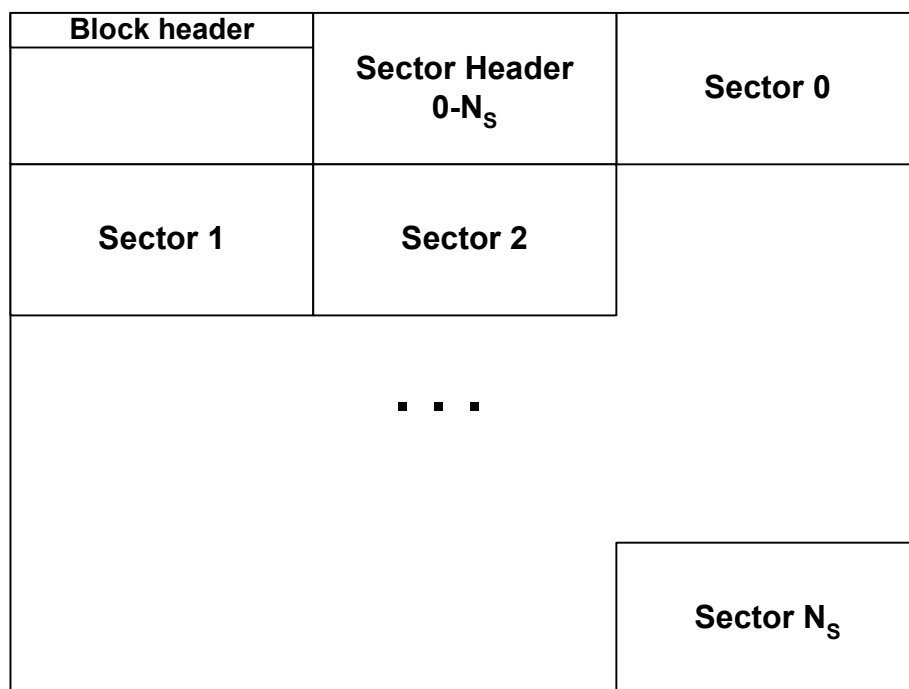 Block header
Sector Header
0-N_S
Sector 0
Sector 1
Sector 2
. . .
Sector N_S